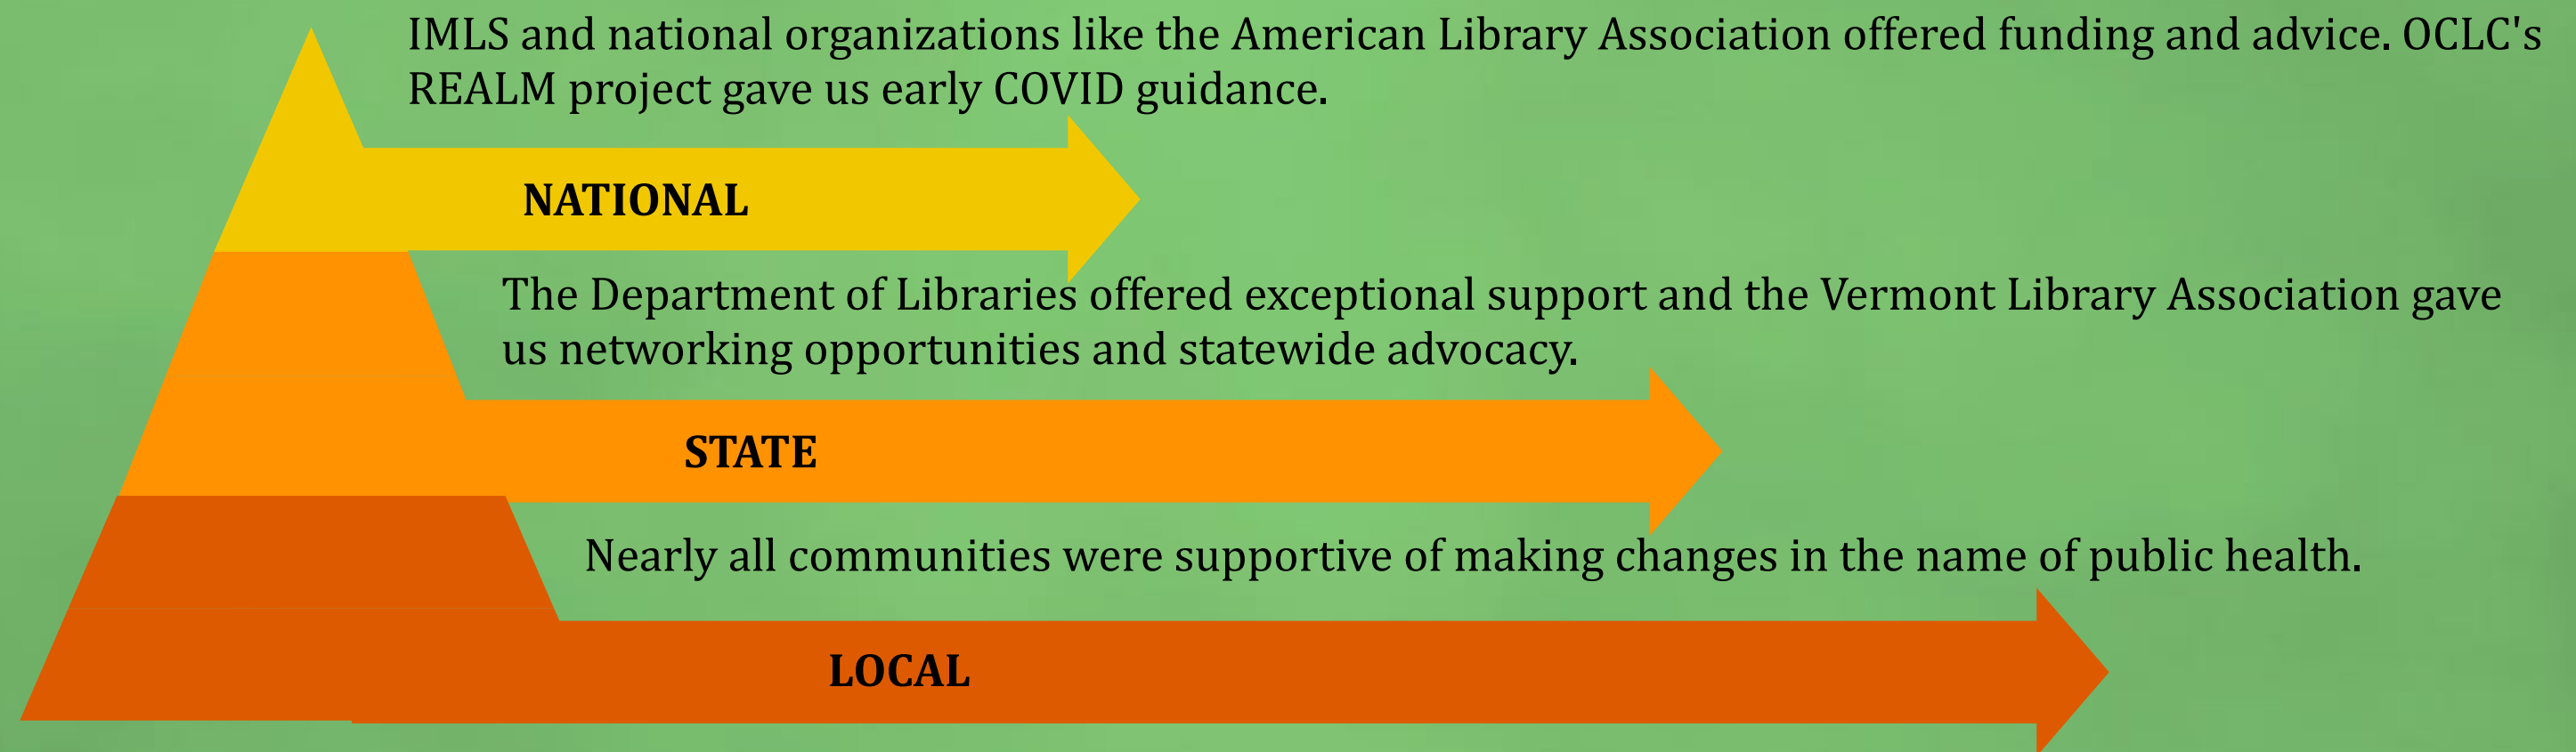 IMLS and national organizations like the American Library Association offered funding and advice. OCLC's
REALM project gave us early COVID guidance.
NATIONAL
The Department of Libraries offered exceptional support and the Vermont Library Association gave
us networking opportunities and statewide advocacy.
STATE
Nearly all communities were supportive of making changes in the name of public health.
LOCAL